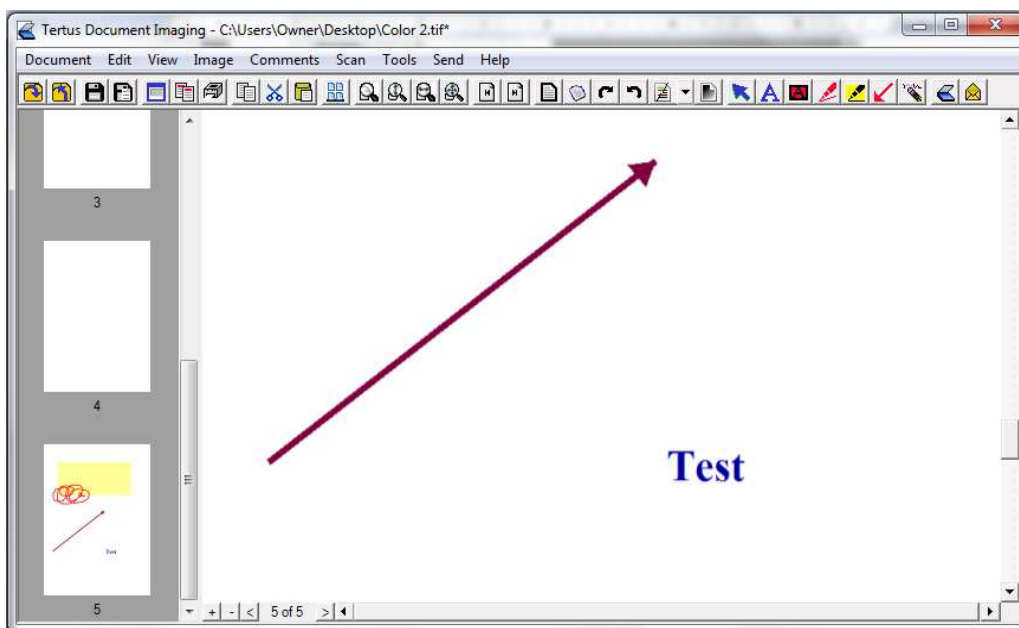 Tertus Document Imaging - C:\Users\Owner\Desktop\Color 2.tif*
Document Edit View Image Comments Scan Tools Send Help
3
4
Test
Test
5
+ - < 5 of 5 >